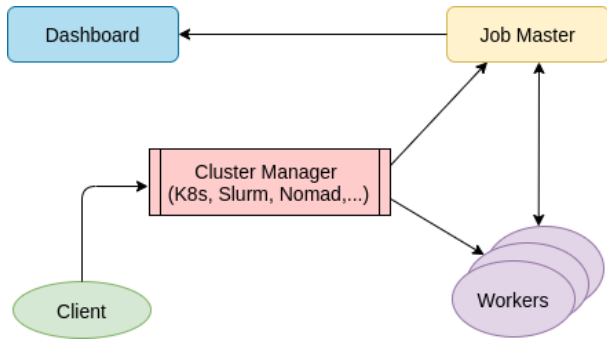 Dashboard
Job Master
Cluster Manager
(K8s, Slurm, Nomad,...)
Client
Workers